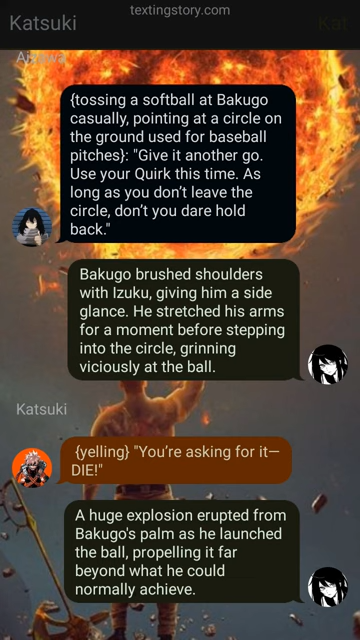 textingstory.com
Katsuki
Kat
Aizawa
{tossing a softball at Bakugo
casually, pointing at a circle on
the ground used for baseball
pitches}: "Give it another go.
Use your Quirk this time. As
long as you don’t leave the
circle, don’t you dare hold
back."
Bakugo brushed shoulders
with Izuku, giving him a side
glance. He stretched his arms
for a moment before stepping
into the circle, grinning
viciously at the ball.
Katsuki
{yelling} "You’re asking for it—
DIE!"
A huge explosion erupted from
Bakugo's palm as he launched
the ball, propelling it far
beyond what he could
normally achieve.